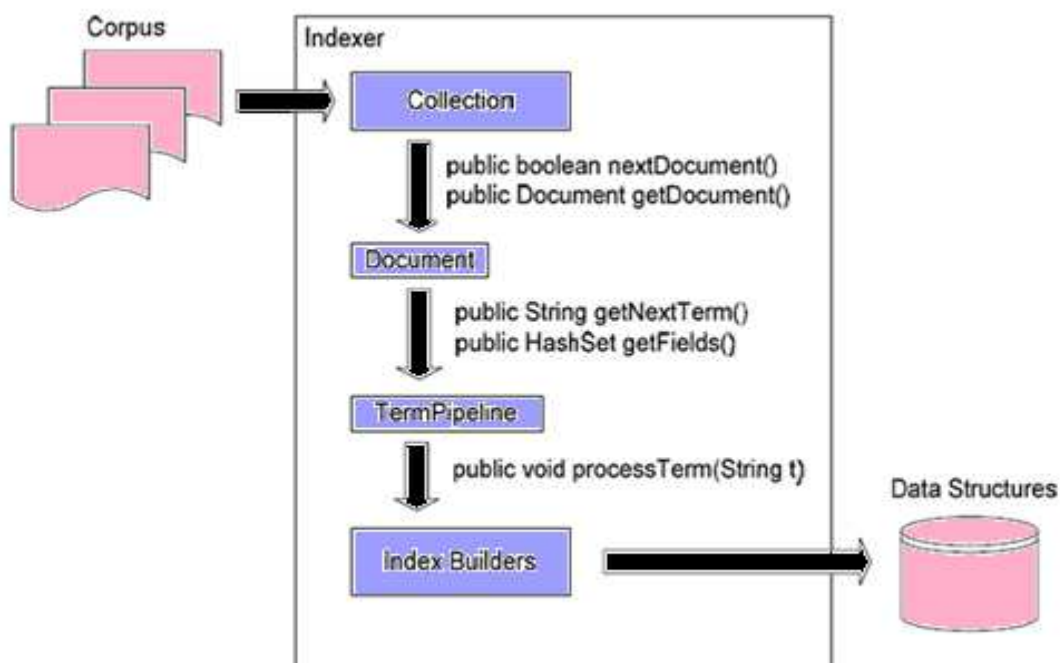 Corpus
Indexer
Collection
public boolean nextDocument()
public Document getDocument()
Document
public String getNextTerm()
public HashSet getFields()
TermPipeline
public void processTerm(String t)
Data Structures
Index Builders